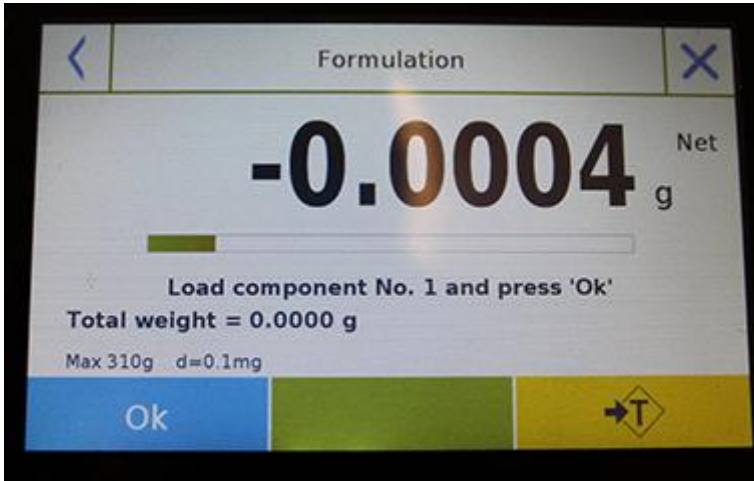 Formulation
-0.0004 g Net
Load component No. 1 and press 'Ok'
Total weight = 0.0000 g
Max 310g d=0.1mg
Ok
T